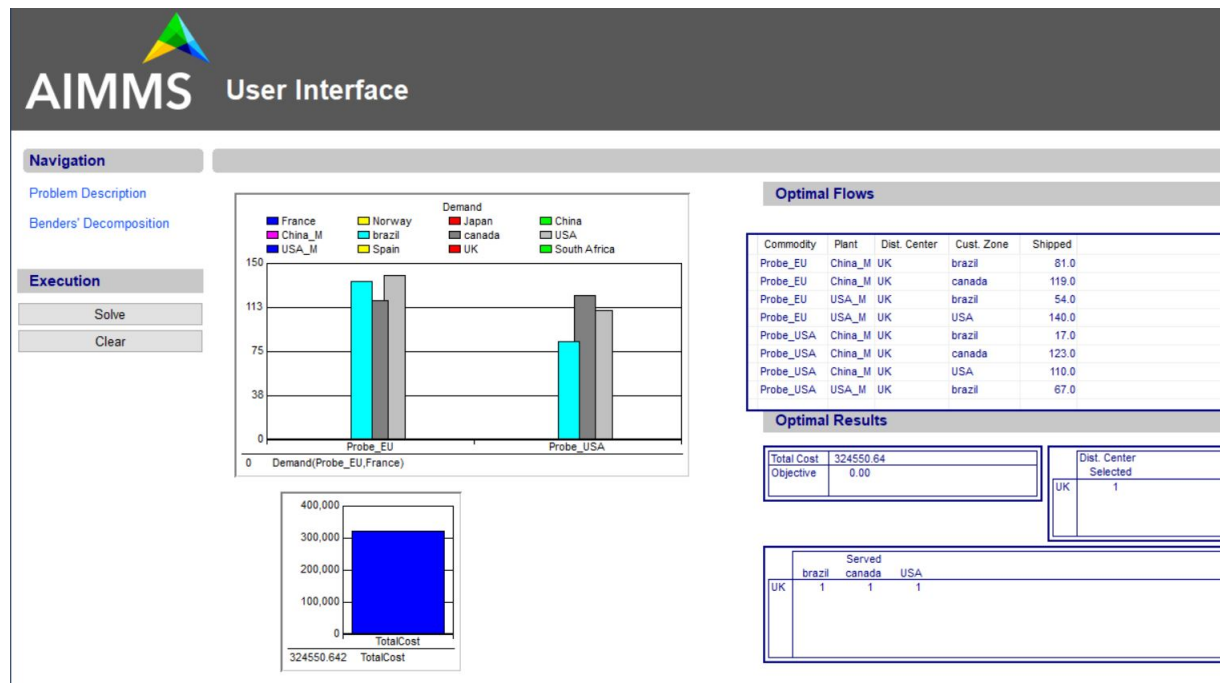 AIMMS User Interface
Navigation
Problem Description
Benders' Decomposition
Execution
Solve
Clear
Demand
France Norway Japan China
China_M brazil canada USA
USA_M Spain UK South Africa
150
113
75
38
0
Probe_EU Probe_USA
0 Demand(Probe_EU,France)
400,000
300,000
200,000
100,000
0
TotalCost
324550.642 TotalCost
Optimal Flows
Commodity Plant Dist. Center Cust. Zone Shipped
Probe_EU China_M UK brazil 81.0
Probe_EU China_M UK canada 119.0
Probe_EU USA_M UK brazil 54.0
Probe_EU USA_M UK USA 140.0
Probe_USA China_M UK brazil 17.0
Probe_USA China_M UK canada 123.0
Probe_USA China_M UK USA 110.0
Probe_USA USA_M UK brazil 67.0
Optimal Results
Total Cost 324550.64
Objective 0.00
Dist. Center
Selected
UK 1
Served
brazil canada USA
UK 1 1 1